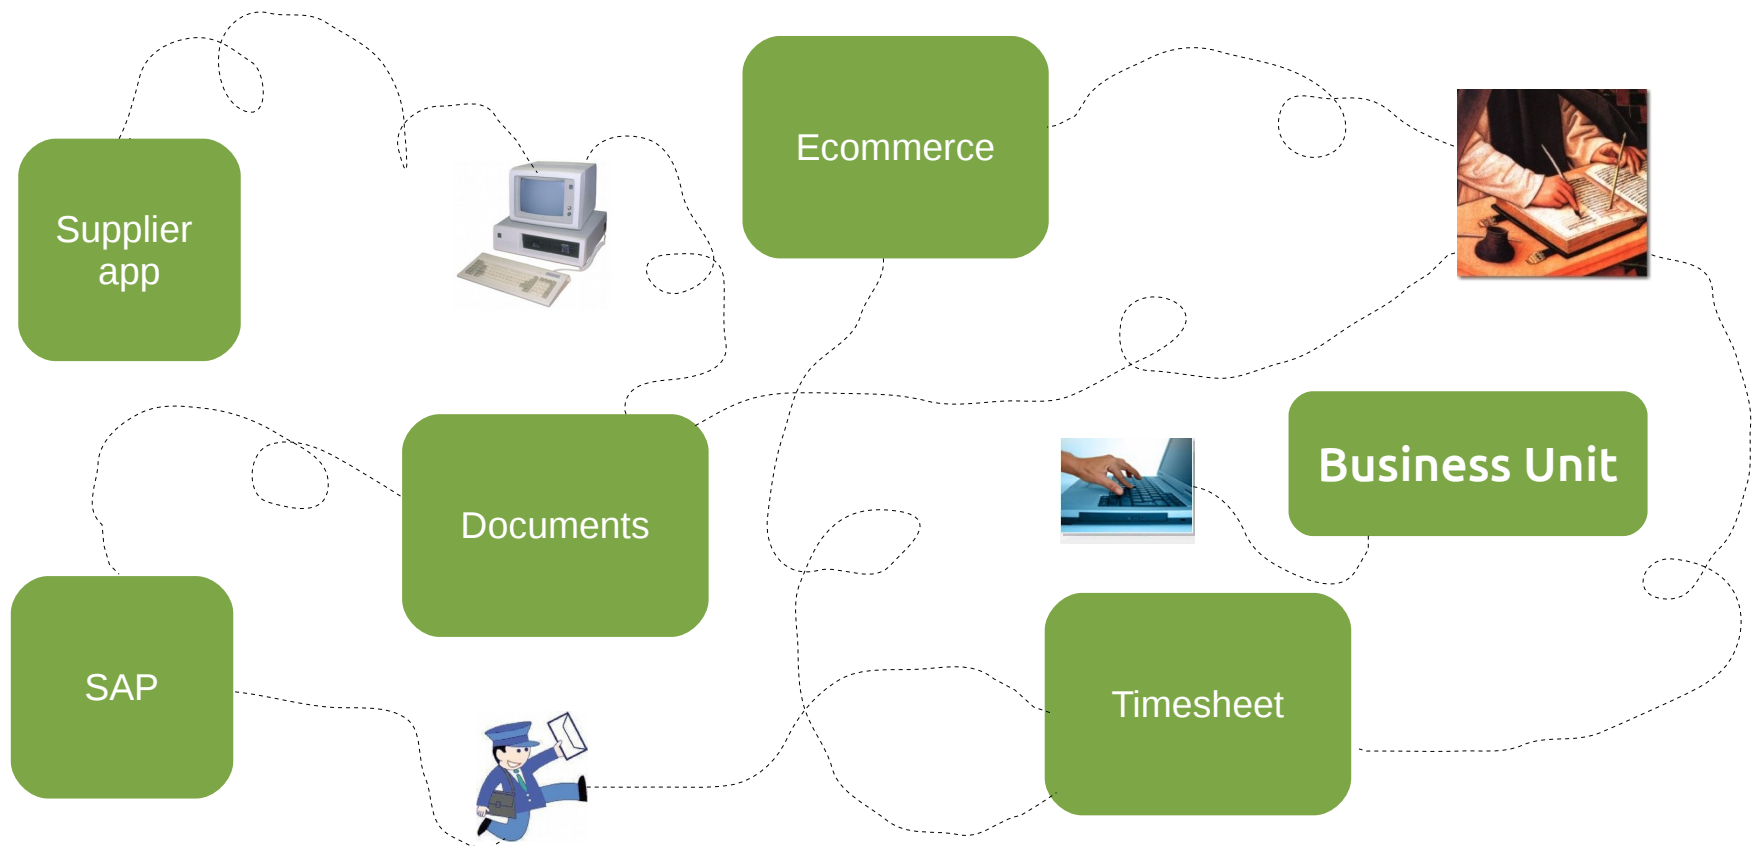 Ecommerce
Supplier
app
Business Unit
Documents
SAP
Timesheet